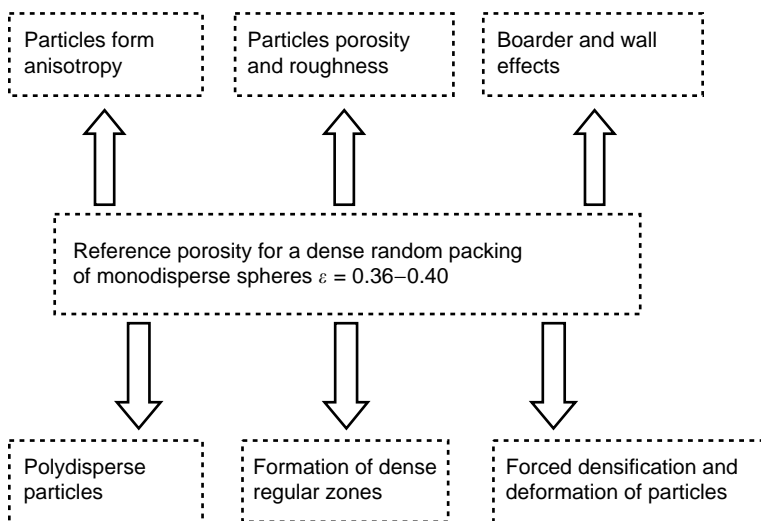 Particles form
anisotropy
Particles porosity
and roughness
Boarder and wall
effects
Reference porosity for a dense random packing
of monodisperse spheres ε = 0.36–0.40
Polydisperse
particles
Formation of dense
regular zones
Forced densification and
deformation of particles